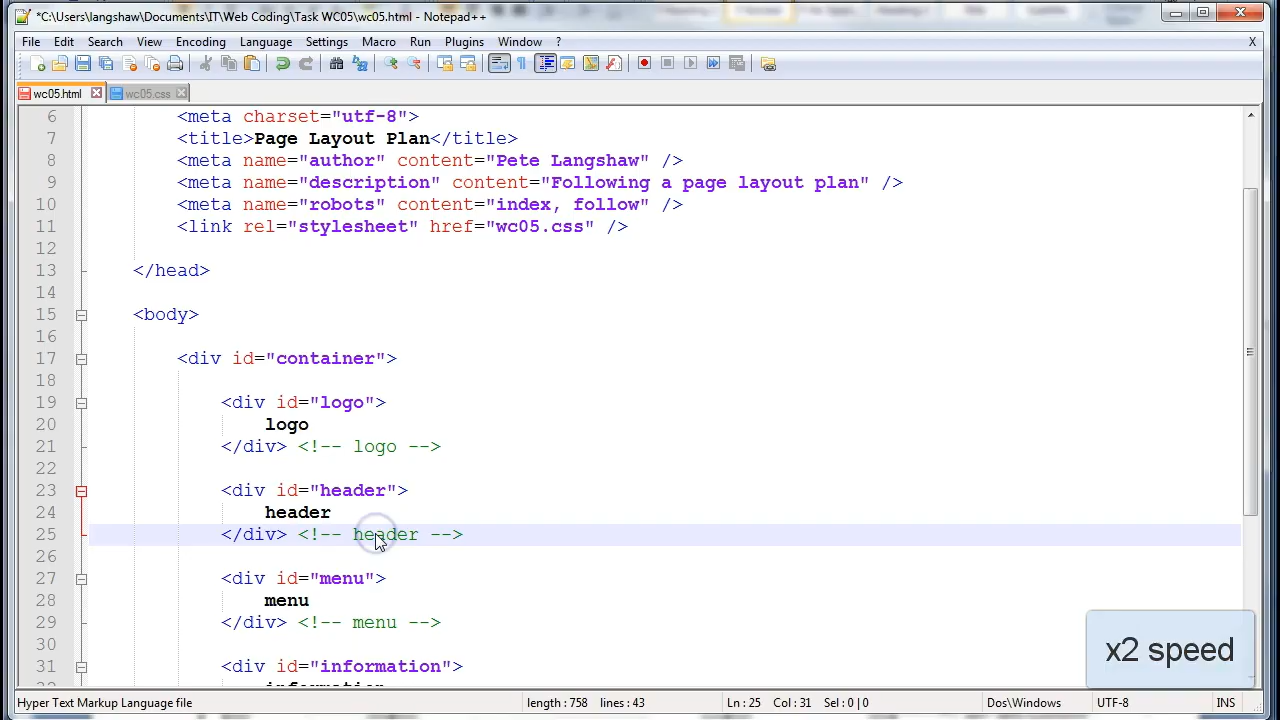 *C:\Users\langshaw\Documents\IT\Web Coding\Task WC05\wc05.html - Notepad++
File Edit Search View Encoding Language Settings Macro Run Plugins Window ? X
wc05.html wc05.css
6 <meta charset="utf-8">
7 <title>Page Layout Plan</title>
8 <meta name="author" content="Pete Langshaw" />
9 <meta name="description" content="Following a page layout plan" />
10 <meta name="robots" content="index, follow" />
11 <link rel="stylesheet" href="wc05.css" />
12
13 </head>
14
15 <body>
16
17 <div id="container">
18
19 <div id="logo">
20 logo
21 </div> <!-- logo -->
22
23 <div id="header">
24 header
25 </div> <!-- header -->
26
27 <div id="menu">
28 menu
29 </div> <!-- menu -->
30
31 <div id="information">
32 information
x2 speed
Hyper Text Markup Language file length : 758 lines : 43 Ln : 25 Col : 31 Sel : 0 | 0 Dos\Windows UTF-8 INS